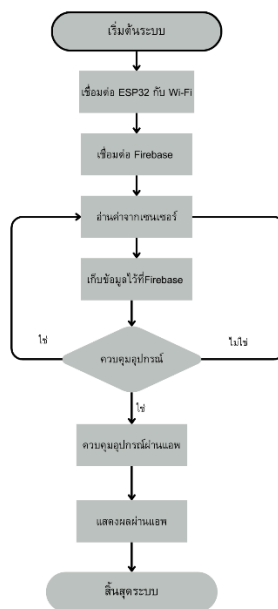 เริ่มต้นระบบ
เชื่อมต่อ ESP32 กับ Wi-Fi
เชื่อมต่อ Firebase
อ่านค่าจากเซนเซอร์
เก็บข้อมูลไว้ที่Firebase
ใช่
ควบคุมอุปกรณ์
ไม่ใช่
ใช่
ควบคุมอุปกรณ์ผ่านแอพ
แสดงผลผ่านแอพ
สิ้นสุดระบบ